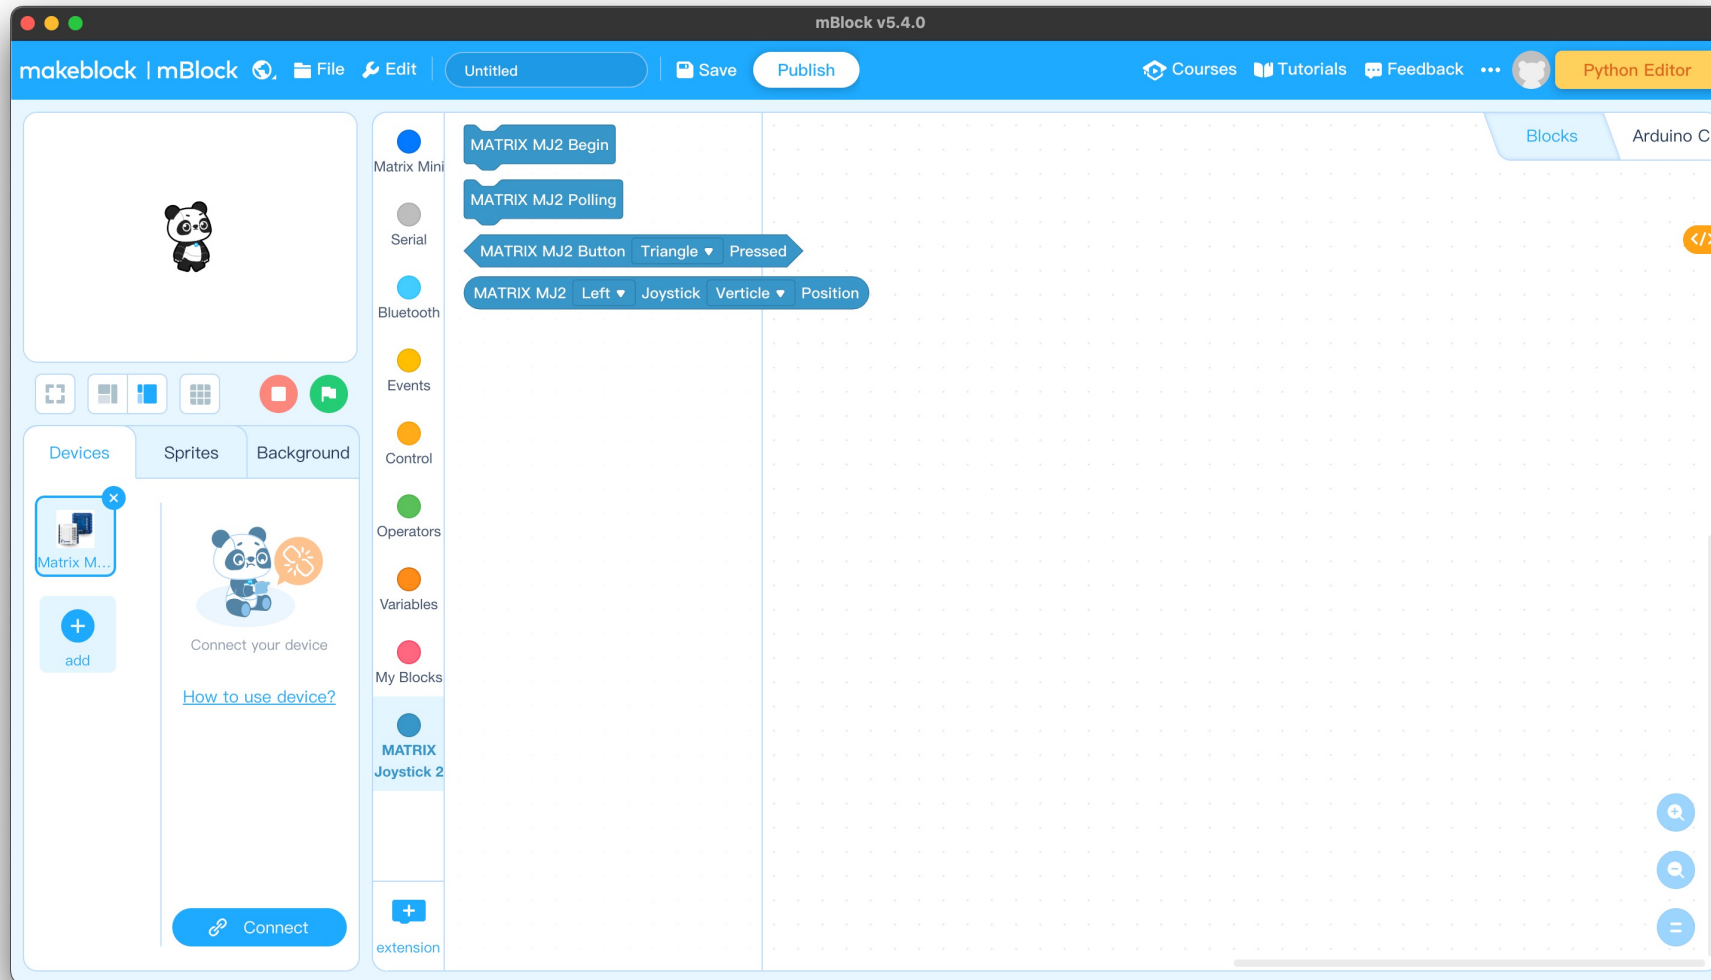 mBlock v5.4.0
makeblock | mBlock File Edit Untitled Save Publish Courses Tutorials Feedback Python Editor
Matrix Mini
Serial
Bluetooth
Events
Control
Operators
Variables
My Blocks
MATRIX
Joystick 2
extension
MATRIX MJ2 Begin
MATRIX MJ2 Polling
MATRIX MJ2 Button Triangle Pressed
MATRIX MJ2 Left Joystick Verticle Position
Blocks Arduino C
Devices Sprites Background
Matrix M...
add
Connect your device
How to use device?
Connect